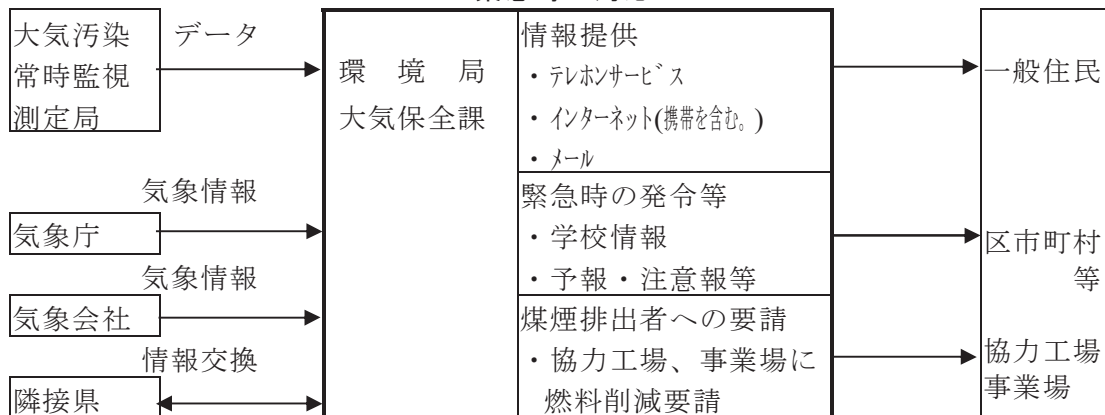 大気汚染
常時監視
測定局
データ
環境局
大気保全課
情報提供
・テレホンサービス
・インターネット(携帯を含む。)
・メール
一般住民
気象情報
気象庁
緊急時の発令等
・学校情報
・予報・注意報等
区市町村
等
気象情報
気象会社
情報交換
隣接県
煤煙排出者への要請
・協力工場、事業場に
燃料削減要請
協力工場
事業場